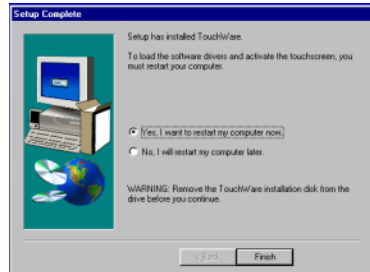 Setup Complete
Setup has installed TouchWare.
To load the software drivers and activate the touchscreen, you
must restart your computer.
Yes, I want to restart my computer now.
No, I will restart my computer later.
WARNING: Remove the TouchWare installation disk from the
drive before you continue.
< Back
Finish